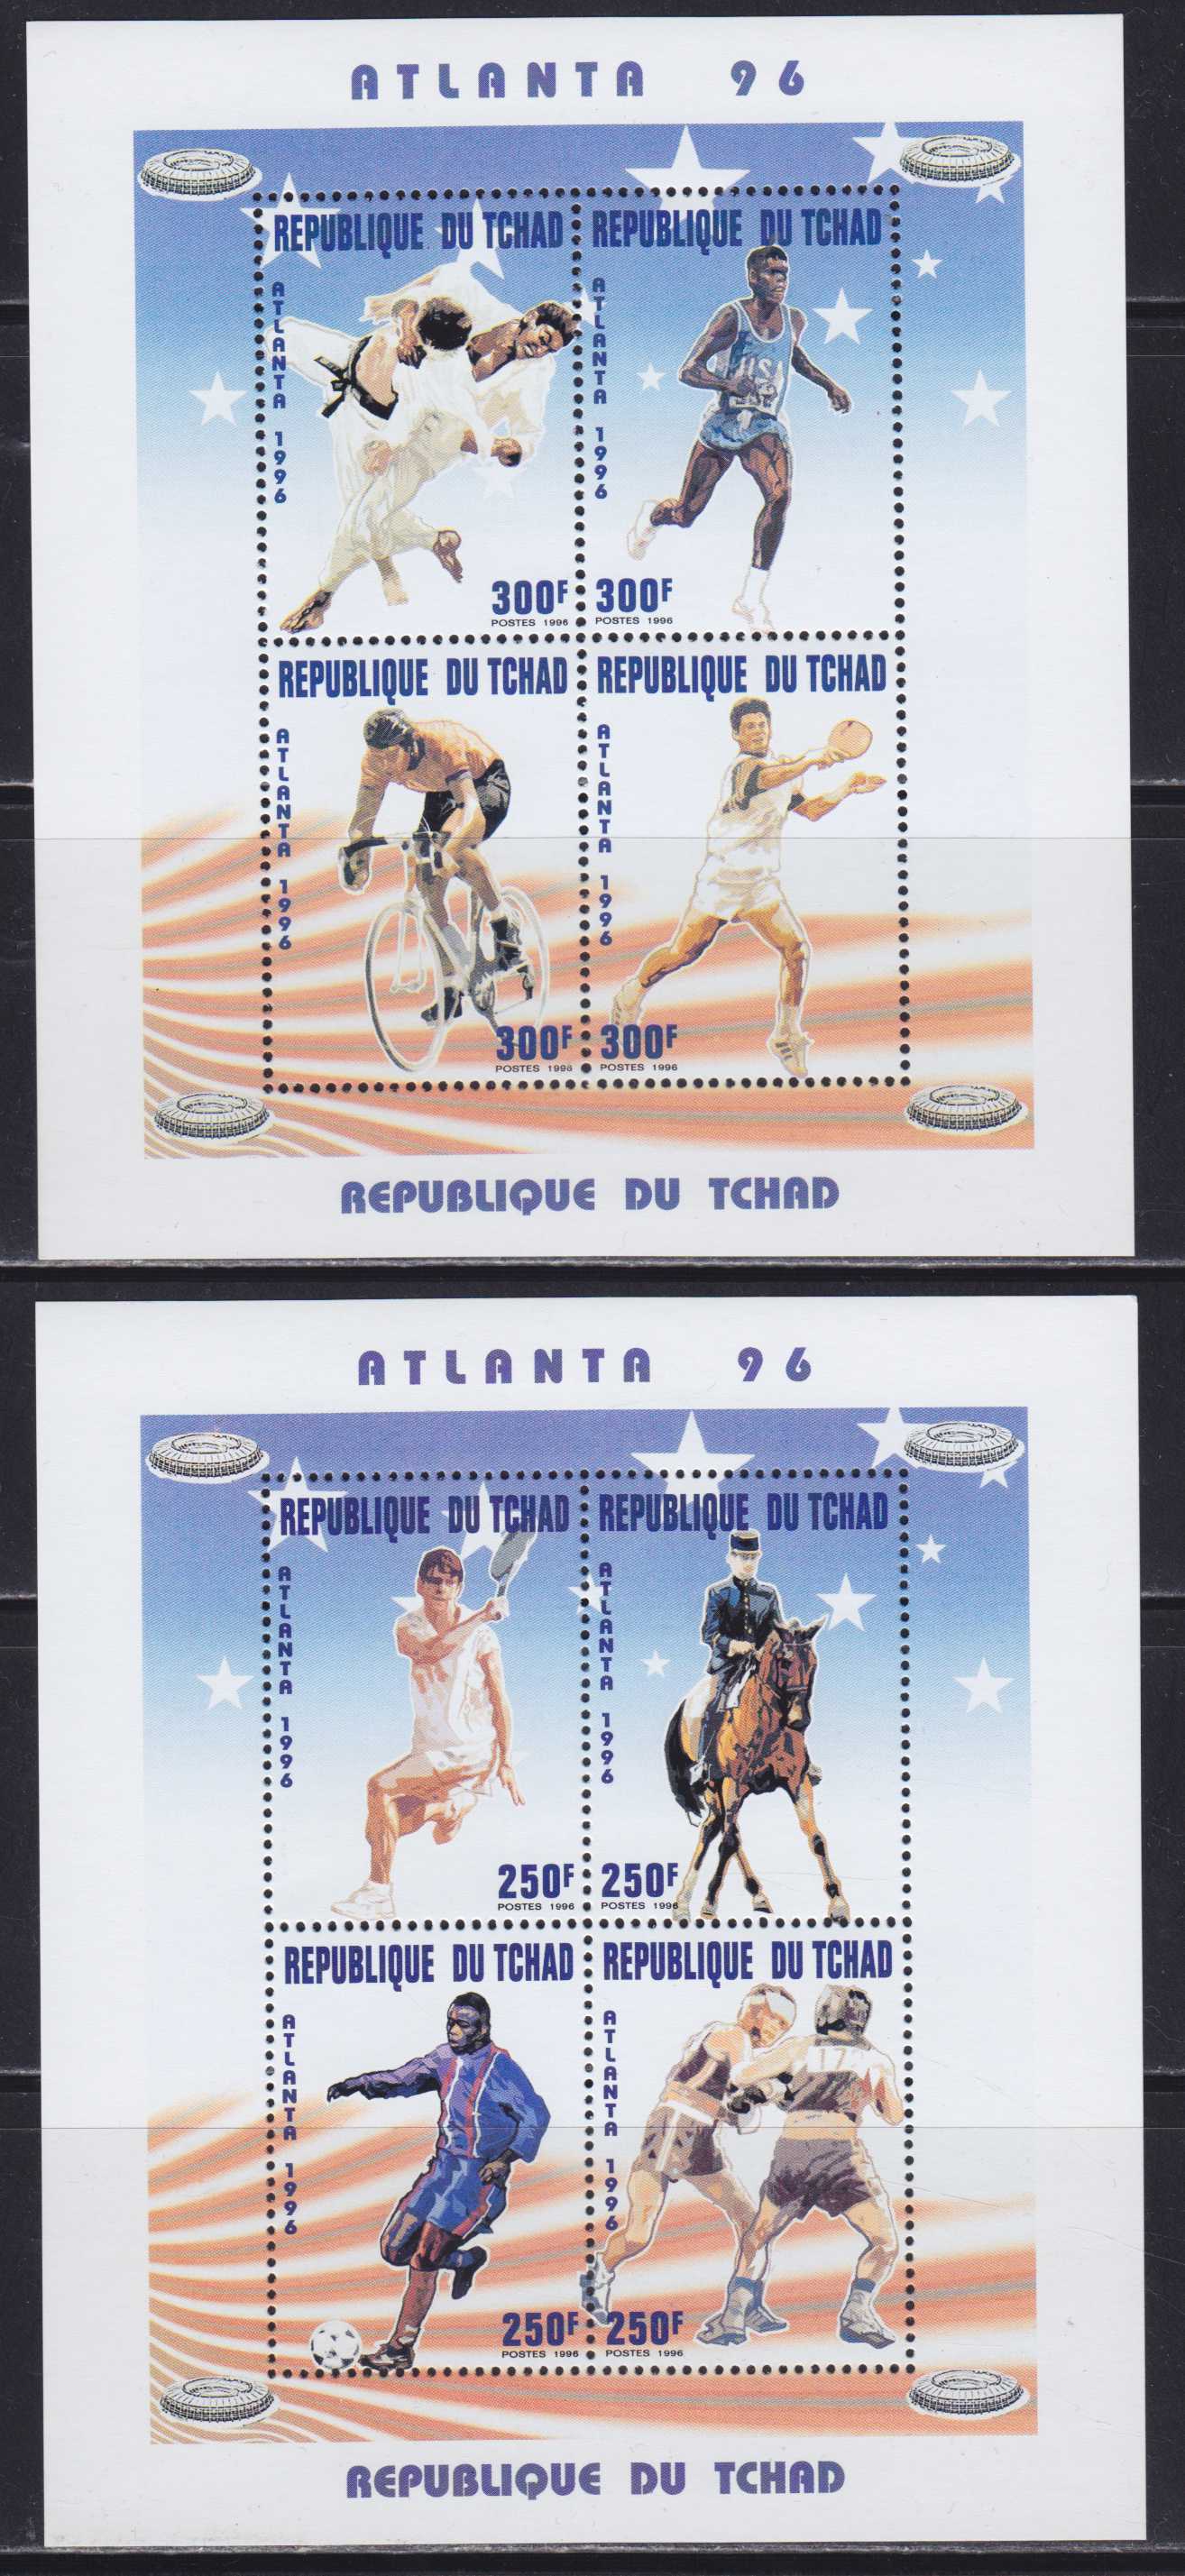 ATLANTA 96
REPUBLIQUE DU TCHAD
REPUBLIQUE DU TCHAD
ATLANTA 1996
ATLANTA 1996
USA
300F
POSTES 1996
300F
POSTES 1996
REPUBLIQUE DU TCHAD
REPUBLIQUE DU TCHAD
ATLANTA 1996
ATLANTA 1996
300F
POSTES 1996
300F
POSTES 1996
REPUBLIQUE DU TCHAD
ATLANTA 96
REPUBLIQUE DU TCHAD
REPUBLIQUE DU TCHAD
ATLANTA 1996
ATLANTA 1996
250F
POSTES 1996
250F
POSTES 1996
REPUBLIQUE DU TCHAD
REPUBLIQUE DU TCHAD
ATLANTA 1996
ATLANTA 1996
250F
POSTES 1996
250F
POSTES 1996
REPUBLIQUE DU TCHAD